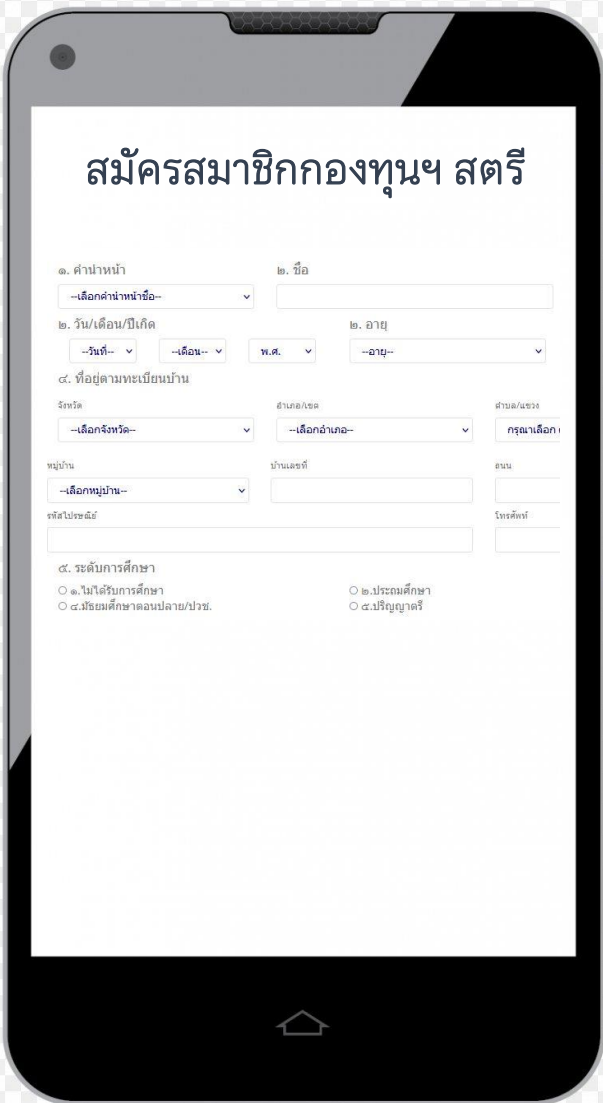 สมัครสมาชิกกองทุนฯ สตรี
๑. คำนำหน้า ๒. ชื่อ
--เลือกคำนำหน้าชื่อ--
๒. วัน/เดือน/ปีเกิด ๒. อายุ
--วันที่-- --เดือน-- พ.ศ. --อายุ--
๔. ที่อยู่ตามทะเบียนบ้าน
จังหวัด อำเภอ/เขต ตำบล/แขวง
--เลือกจังหวัด-- --เลือกอำเภอ-- กรุณาเลือก
หมู่บ้าน บ้านเลขที่ ถนน
--เลือกหมู่บ้าน--
รหัสไปรษณีย์ โทรศัพท์
๕. ระดับการศึกษา
๑.ไม่ได้รับการศึกษา ๒.ประถมศึกษา
๔.มัธยมศึกษาตอนปลาย/ปวช. ๕.ปริญญาตรี